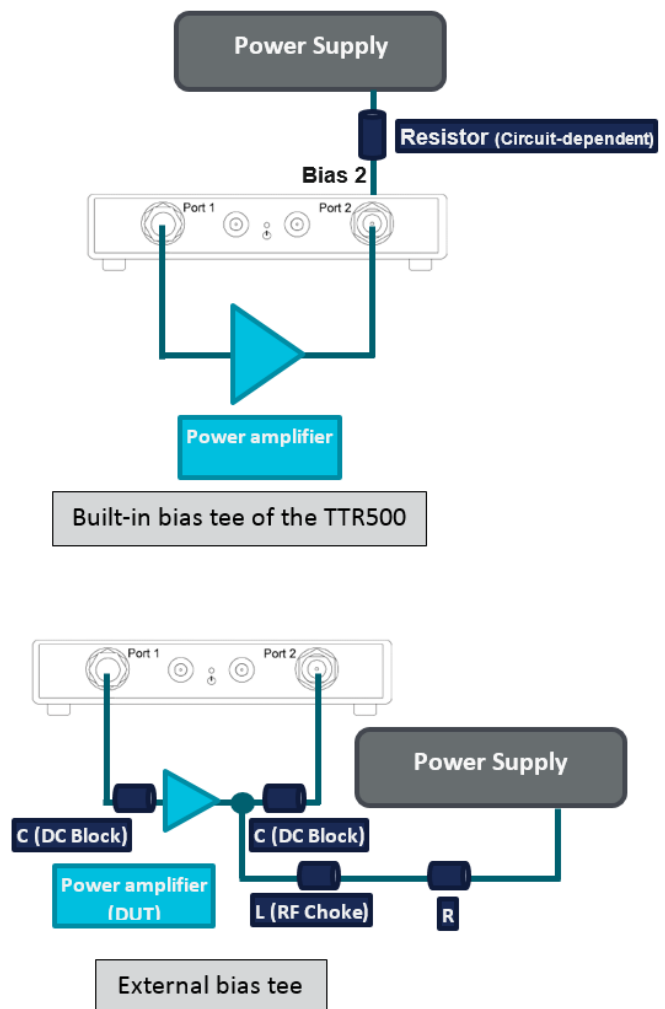 Power Supply
Resistor (Circuit-dependent)
Bias 2
Port 1
Port 2
Power amplifier
Built-in bias tee of the TTR500
Port 1
Port 2
Power Supply
C (DC Block)
C (DC Block)
Power amplifier
(DUT)
L (RF Choke)
R
External bias tee